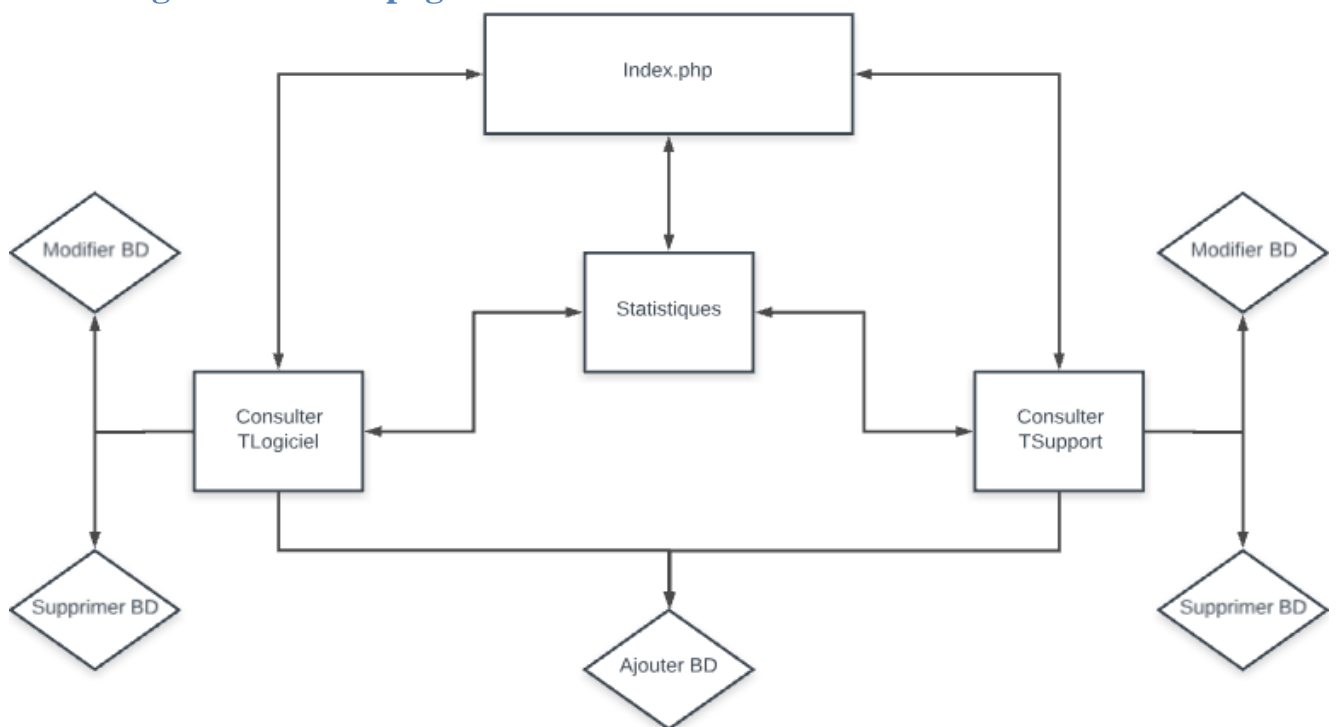 Index.php
Modifier BD
Modifier BD
Statistiques
Consulter
TLogiciel
Consulter
TSupport
Supprimer BD
Supprimer BD
Ajouter BD